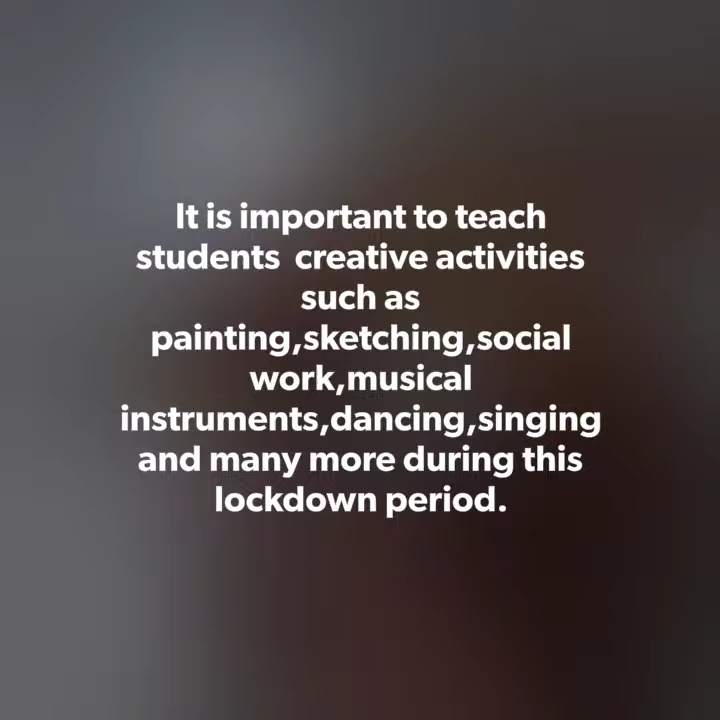 It is important to teach
students  creative activities
such as
painting,sketching,social
work,musical
instruments,dancing,singing
and many more during this
lockdown period.